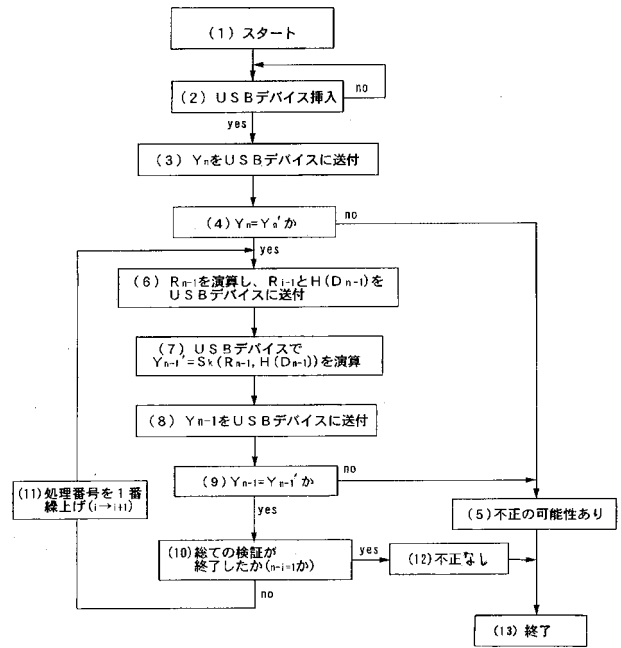 (1) スタート
(2) USBデバイス挿入
no
yes
(3) YnをUSBデバイスに送付
(4) Yn=Yn'か
no
yes
(6) Rn-1を演算し、Ri-1とH(Dn-1)を
USBデバイスに送付
(7) USBデバイスで
Yn-1'=Sk(Rn-1, H(Dn-1))を演算
(8) Yn-1をUSBデバイスに送付
(9) Yn-1=Yn-1'か
no
yes
(11)処理番号を1番
繰上げ(i→i+1)
(5)不正の可能性あり
(10)総ての検証が
終了したか(n-i=1か)
yes
(12)不正なし
no
(13) 終了